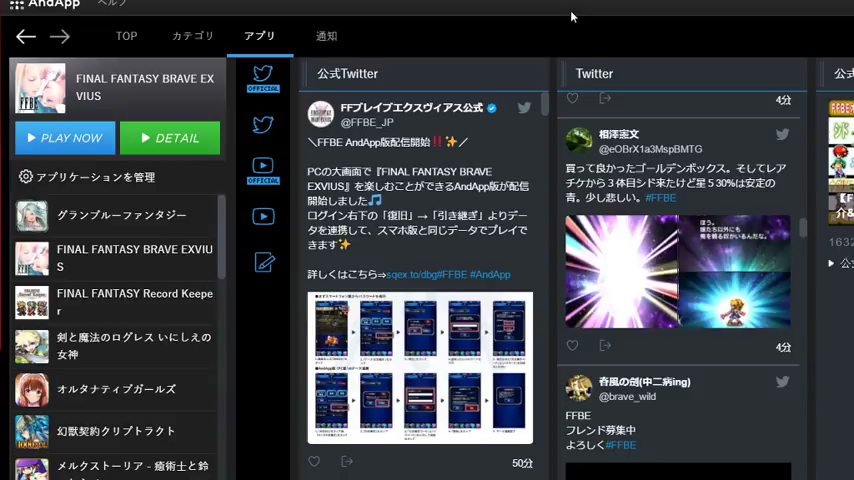 AndApp
ヘルプ
TOP
カテゴリ
アプリ
通知
FINAL FANTASY BRAVE EX
VIUS
PLAY NOW
DETAIL
アプリケーションを管理
グランブルーファンタジー
FINAL FANTASY BRAVE EXVIU
S
FINAL FANTASY Record Keepe
r
剣と魔法のログレス いにしえの
女神
オルタナティブガールズ
幻獣契約クリプトラクト
メルクストーリア - 癒術士と鈴
OFFICIAL
OFFICIAL
公式Twitter
FFブレイブエクスヴィアス公式
@FFBE_JP
＼FFBE AndApp版配信開始‼️✨／
PCの大画面で『FINAL FANTASY BRAVE
EXVIUS』を楽しむことができるAndApp版が配信
開始しました🎵
ログイン右下の「復旧」→「引き継ぎ」よりデー
タを連携して、スマホ版と同じデータでプレイで
きます✨
詳しくはこちら⇒sqex to/dbg#FFBE #AndApp
50分
Twitter
4分
相澤憲文
@eOBrX1a3MspBMTG
買って良かったゴールデンボックス。そしてレア
チケから３体目シド来たけど星５30%は安定の
青。少し悲しい。#FFBE
ほう。
4分
春風の剣(中二病ing)
@brave_wild
FFBE
フレンド募集中
よろしく#FFBE
公式